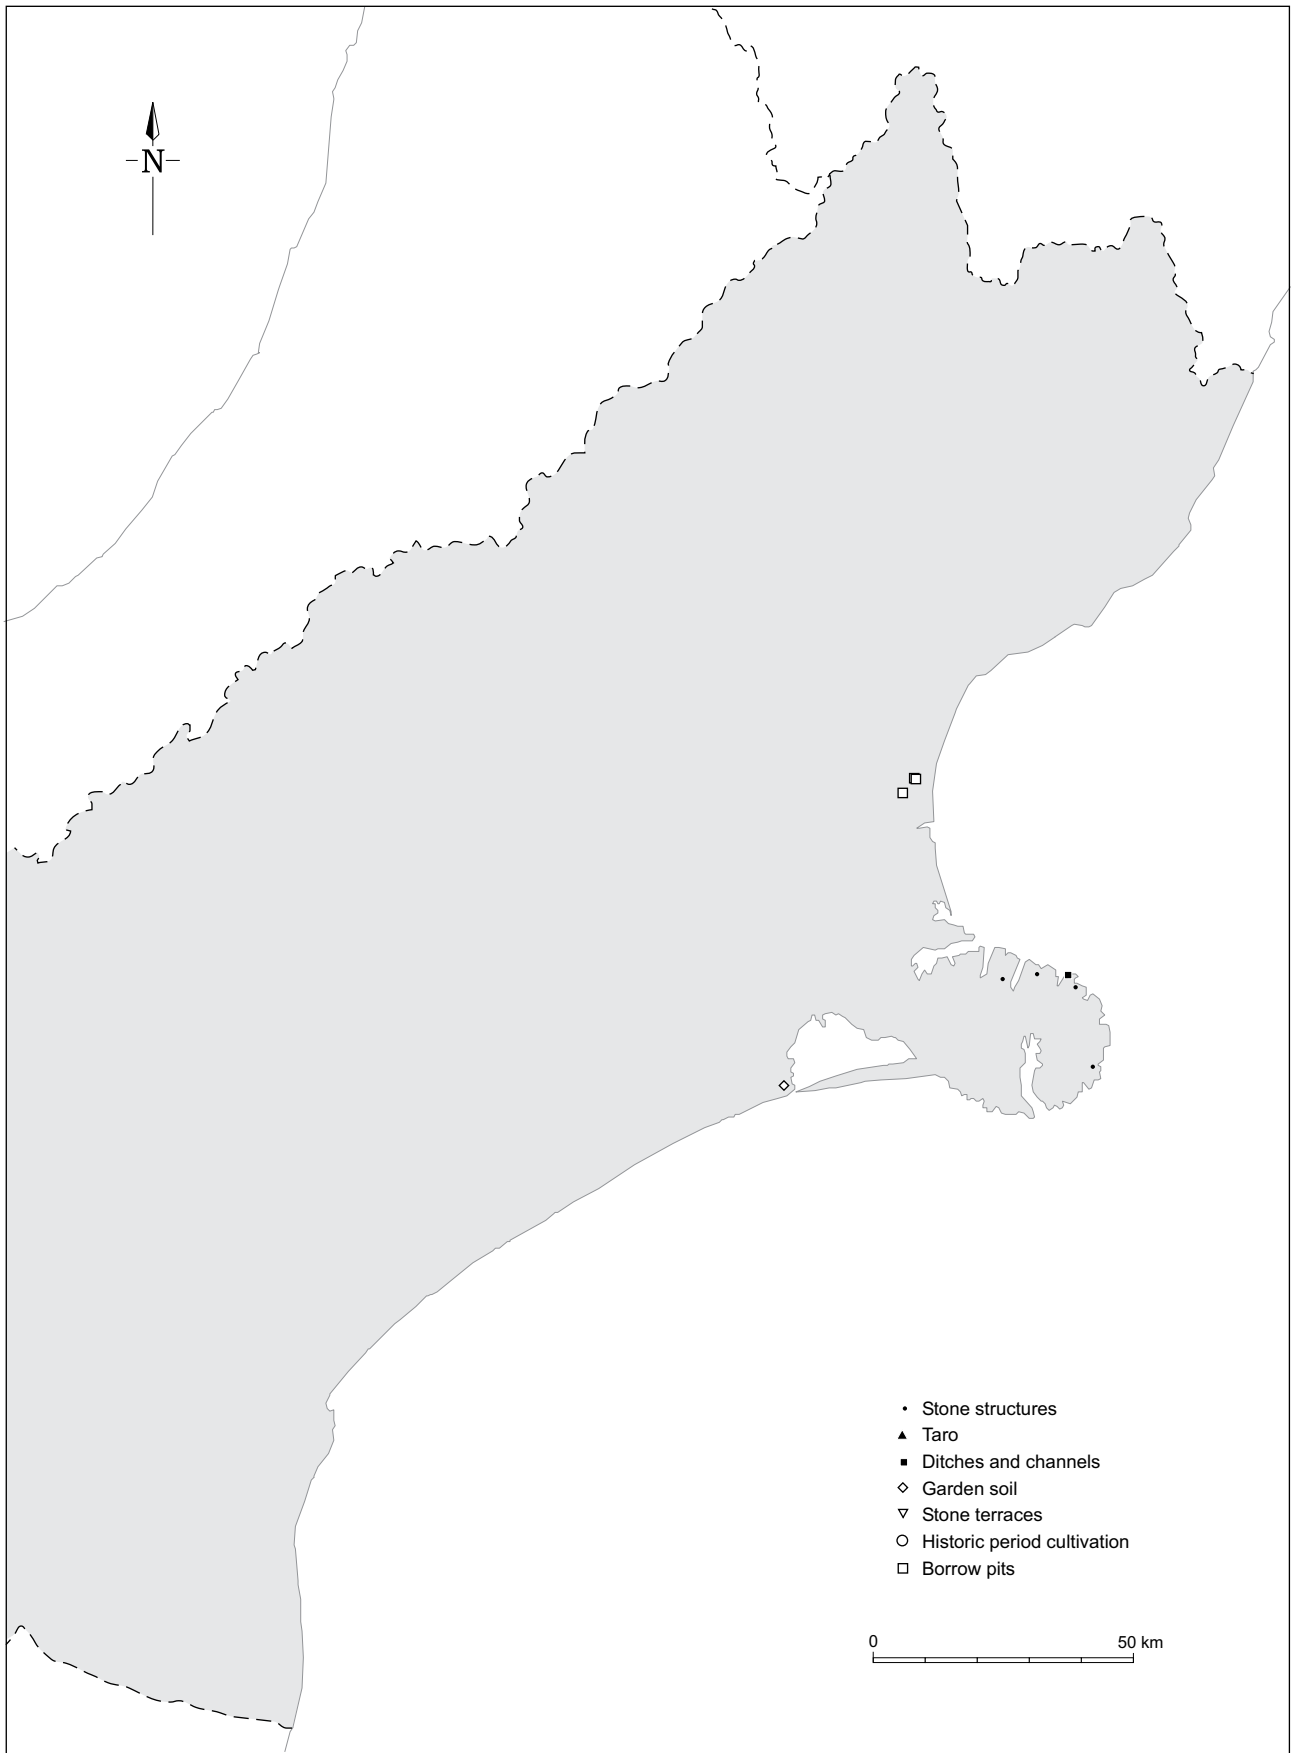 N
Stone structures
Taro
Ditches and channels
Garden soil
Stone terraces
Historic period cultivation
Borrow pits
0 50 km